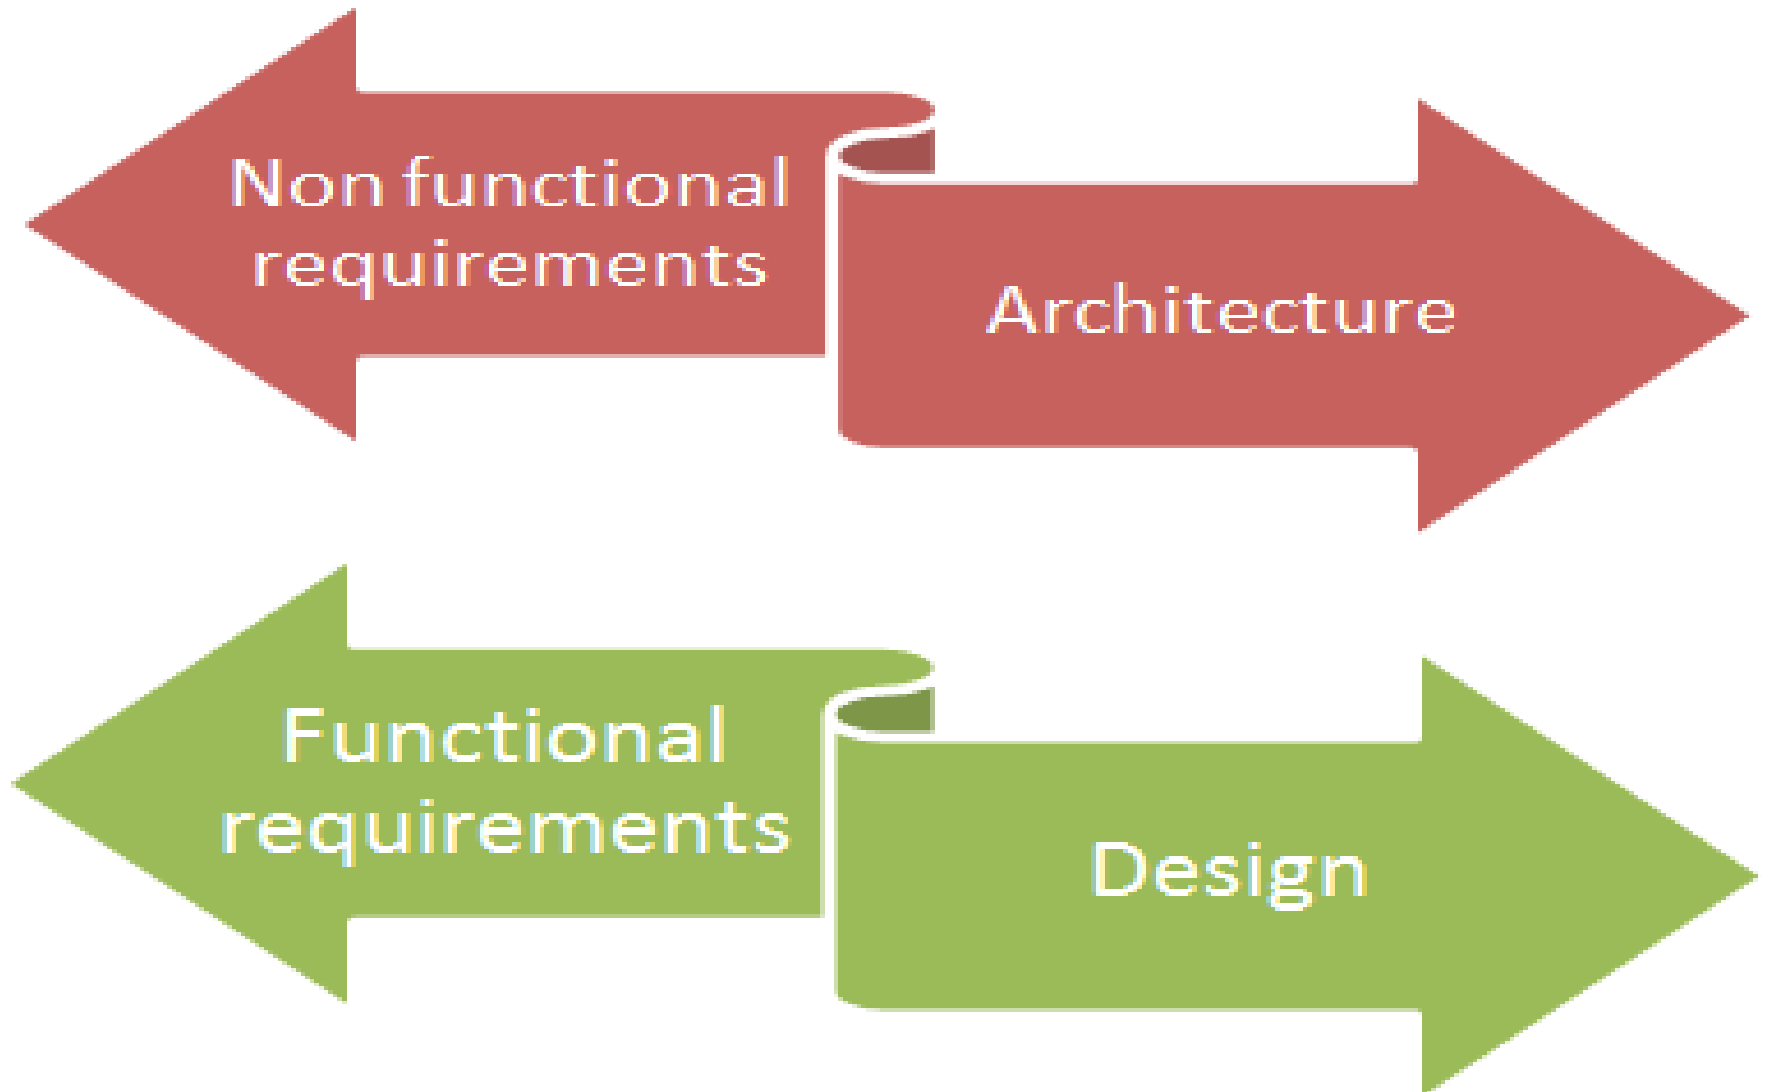 Non functional
requirements
Architecture
Functional
requirements
Design